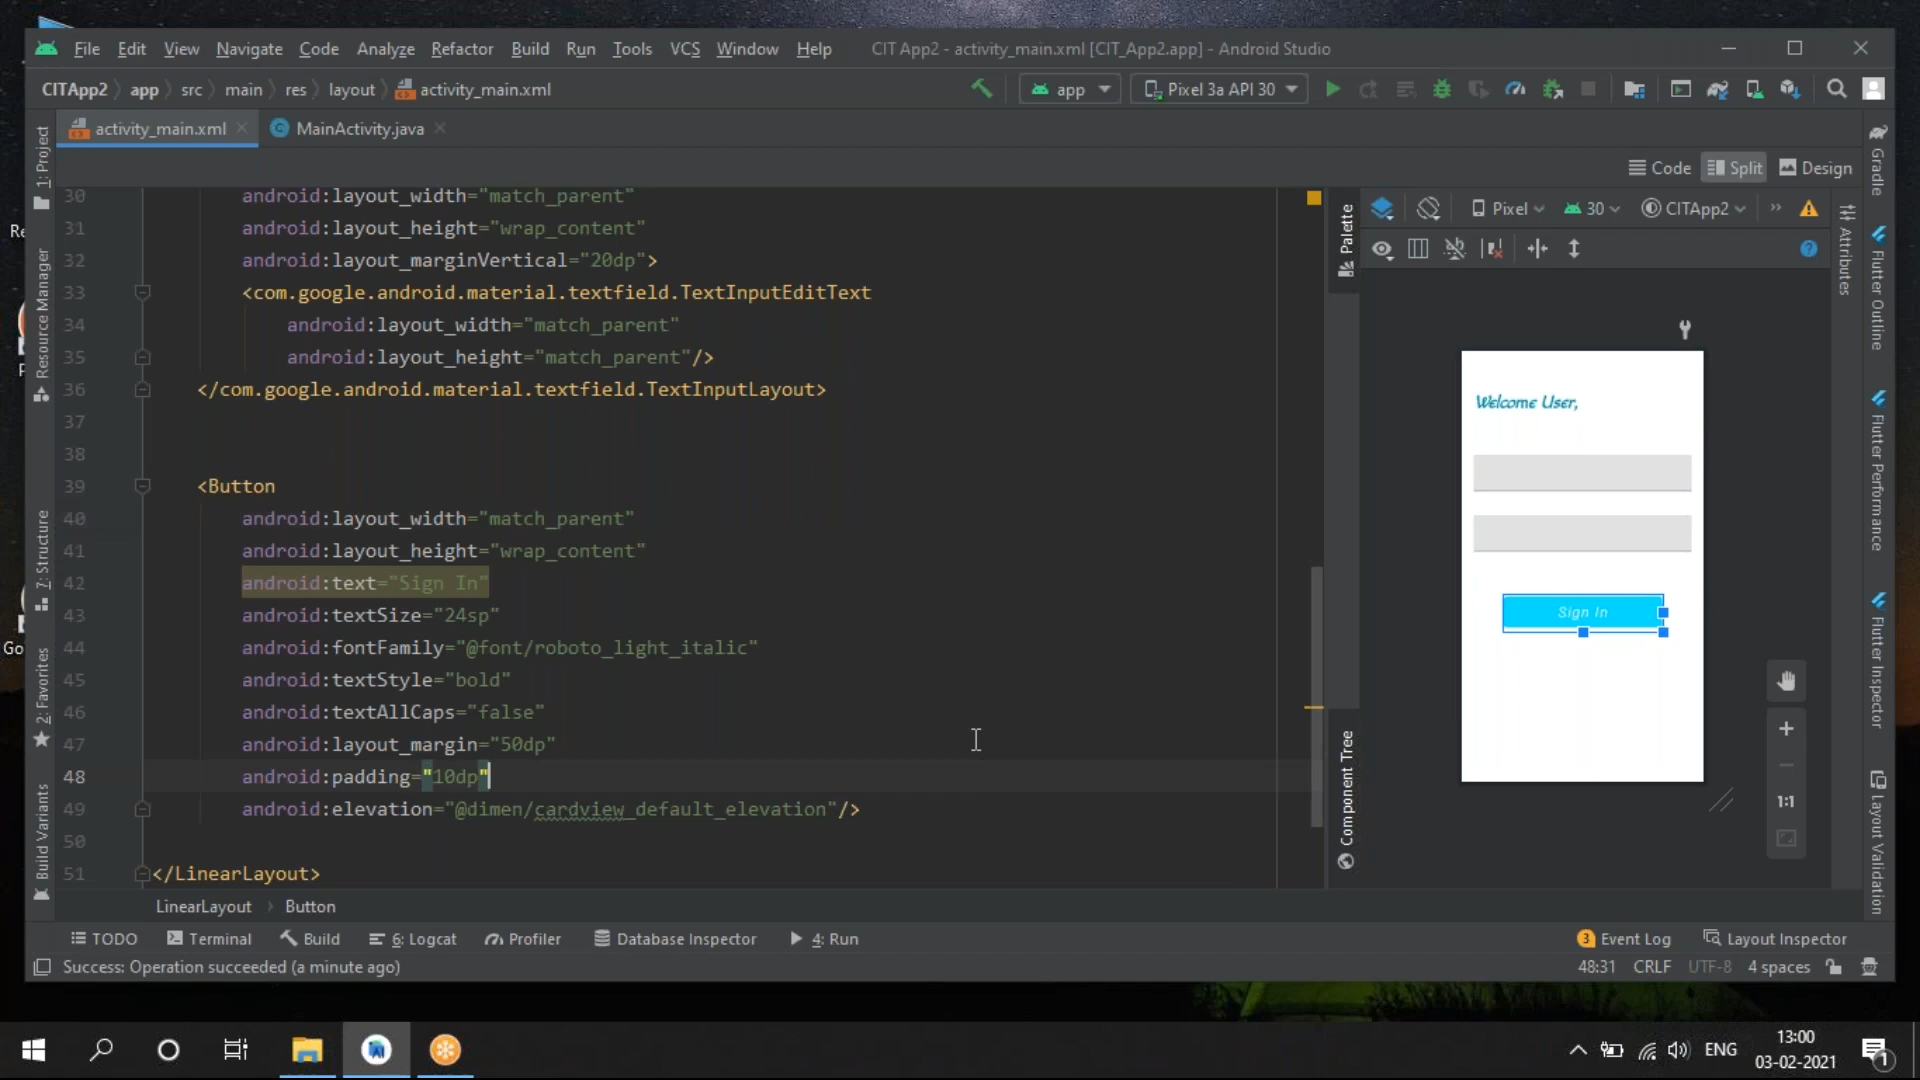 File Edit View Navigate Code Analyze Refactor Build Run Tools VCS Window Help CIT App2 - activity_main.xml [CIT_App2.app] - Android Studio
CITApp2 app src main res layout activity_main.xml app Pixel 3a API 30
activity_main.xml MainActivity.java
Code Split Design
30 android:layout_width="match_parent"
31 android:layout_height="wrap_content"
32 android:layout_marginVertical="20dp">
33 <com.google.android.material.textfield.TextInputEditText
34 android:layout_width="match_parent"
35 android:layout_height="match_parent"/>
36 </com.google.android.material.textfield.TextInputLayout>
37
38
39 <Button
40 android:layout_width="match_parent"
41 android:layout_height="wrap_content"
42 android:text="Sign In"
43 android:textSize="24sp"
44 android:fontFamily="@font/roboto_light_italic"
45 android:textStyle="bold"
46 android:textAllCaps="false"
47 android:layout_margin="50dp"
48 android:padding="10dp"
49 android:elevation="@dimen/cardview_default_elevation"/>
50
51 </LinearLayout>
LinearLayout Button
1: Project
Resource Manager
7: Structure
2: Favorites
Build Variants
Palette
Component Tree
Pixel 30 CITApp2
Welcome User,
Sign In
1:1
Attributes
Gradle
Flutter Outline
Flutter Performance
Flutter Inspector
Layout Validation
TODO Terminal Build 6: Logcat Profiler Database Inspector 4: Run 3 Event Log Layout Inspector
Success: Operation succeeded (a minute ago) 48:31 CRLF UTF-8 4 spaces
Go
ENG
13:00
03-02-2021
1